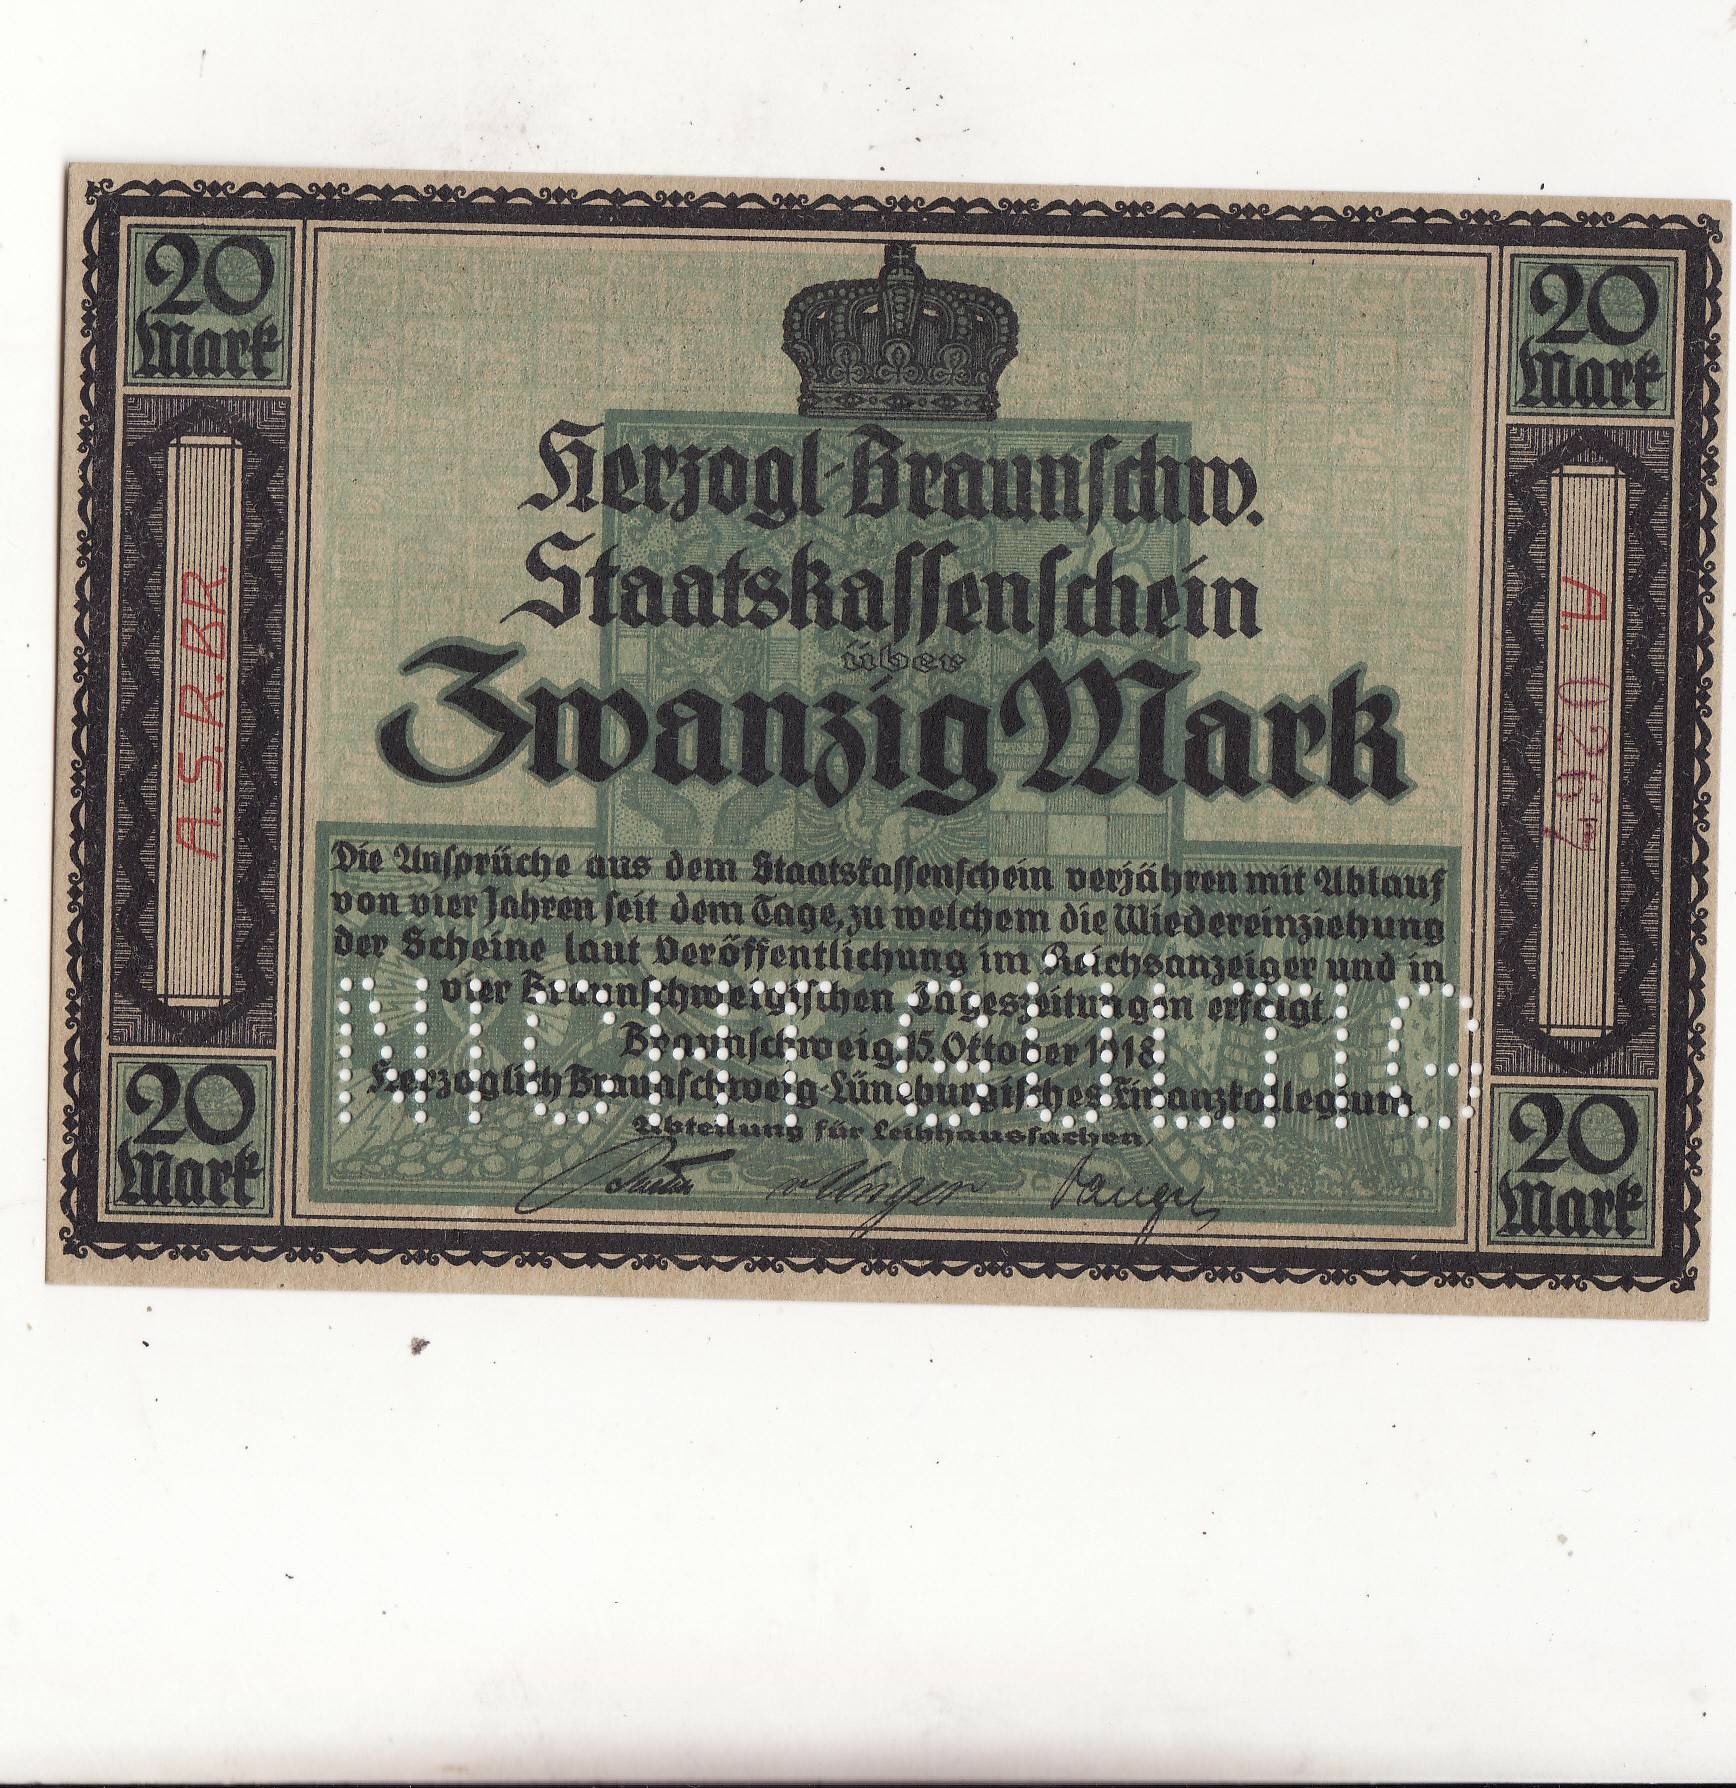 20
Mark
20
Mark
Herzogl. Braunschw.
Staatskassenschein
über
Zwanzig Mark
A.S.R.BR.
A. 0267
Die Ansprüche aus dem Staatskassenschein verjähren mit Ablauf
von vier Jahren seit dem Tage, zu welchem die Wiedereinziehung
der Scheine laut Veröffentlichung im Reichsanzeiger und in
vier Braunschweigischen Tageszeitungen erfolgt.
NICHT GÜLTIG
Braunschweig, 15. Oktober 1918.
Herzoglich Braunschweig-Lüneburgisches Finanzkollegium
Abteilung für Leihhaussachen.
20
Mark
20
Mark
v Unger